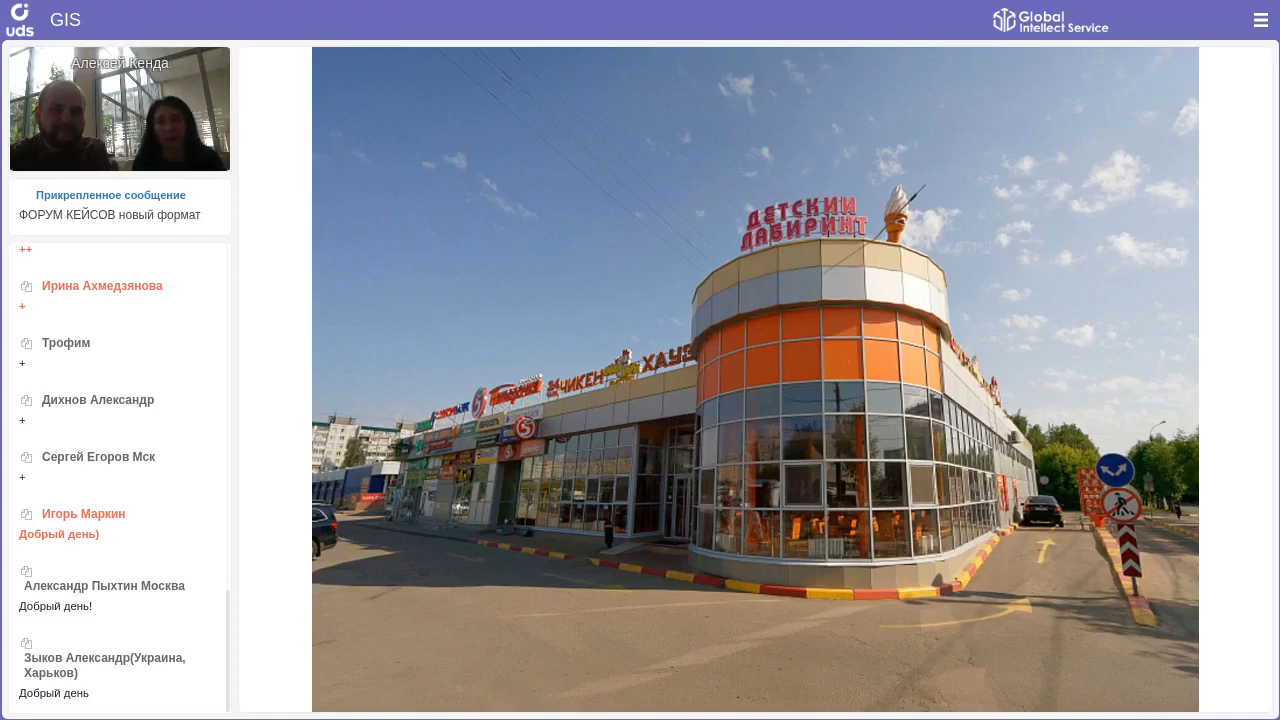 uds
GIS
Global
Intellect Service
Алексей Кенда
Прикрепленное сообщение
ФОРУМ КЕЙСОВ новый формат
++
Ирина Ахмедзянова
+
Трофим
+
Дихнов Александр
+
Сергей Егоров Мск
+
Игорь Маркин
Добрый день)
Александр Пыхтин Москва
Добрый день!
Зыков Александр(Украина,
Харьков)
Добрый день
ДЕТСКИЙ
ЛАБИРИНТ
Пятёрочка
ЧИКЕН
ХАУЗ